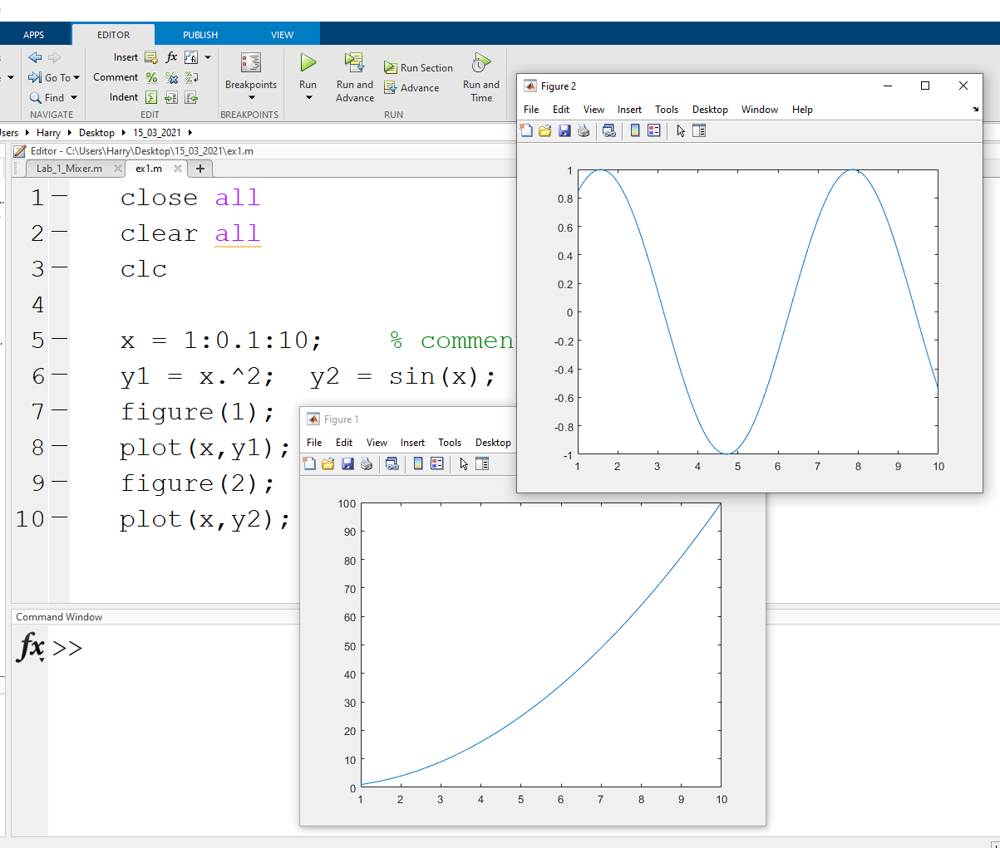 APPS EDITOR PUBLISH VIEW
Insert fx
Go To Comment % Breakpoints Run Run and Advance Run Section Run and Time
Find Indent Advance
NAVIGATE EDIT BREAKPOINTS RUN
sers Harry Desktop 15_03_2021
Editor - C:\Users\Harry\Desktop\15_03_2021\ex1.m
Lab_1_Mixer.m ex1.m +
1 close all
2 clear all
3 clc
4
5 x = 1:0.1:10; % commen
6 y1 = x.^2; y2 = sin(x);
7 figure(1);
8 plot(x,y1);
9 figure(2);
10 plot(x,y2);
Figure 2
File Edit View Insert Tools Desktop Window Help
1
0.8
0.6
0.4
0.2
0
-0.2
-0.4
-0.6
-0.8
-1
1 2 3 4 5 6 7 8 9 10
Figure 1
File Edit View Insert Tools Desktop
100
90
80
70
60
50
40
30
20
10
0
1 2 3 4 5 6 7 8 9 10
Command Window
fx >>